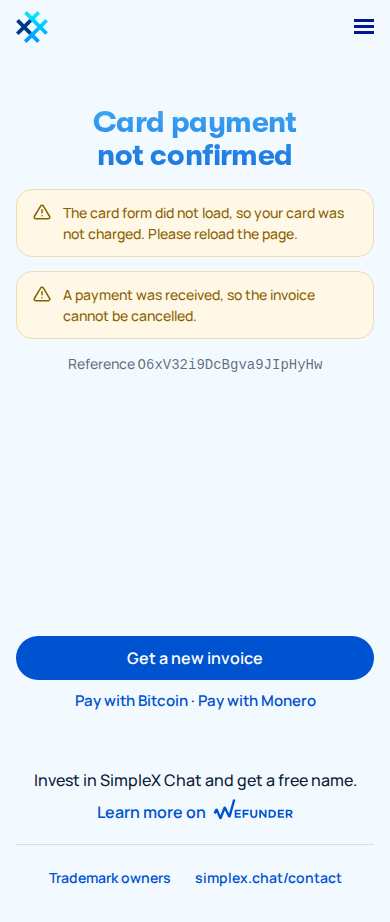 Card payment
not confirmed
The card form did not load, so your card was
not charged. Please reload the page.
A payment was received, so the invoice
cannot be cancelled.
Reference O6xV32i9DcBgva9JIpHyHw
Get a new invoice
Pay with Bitcoin · Pay with Monero
Invest in SimpleX Chat and get a free name.
Learn more on WEFUNDER
Trademark owners simplex.chat/contact